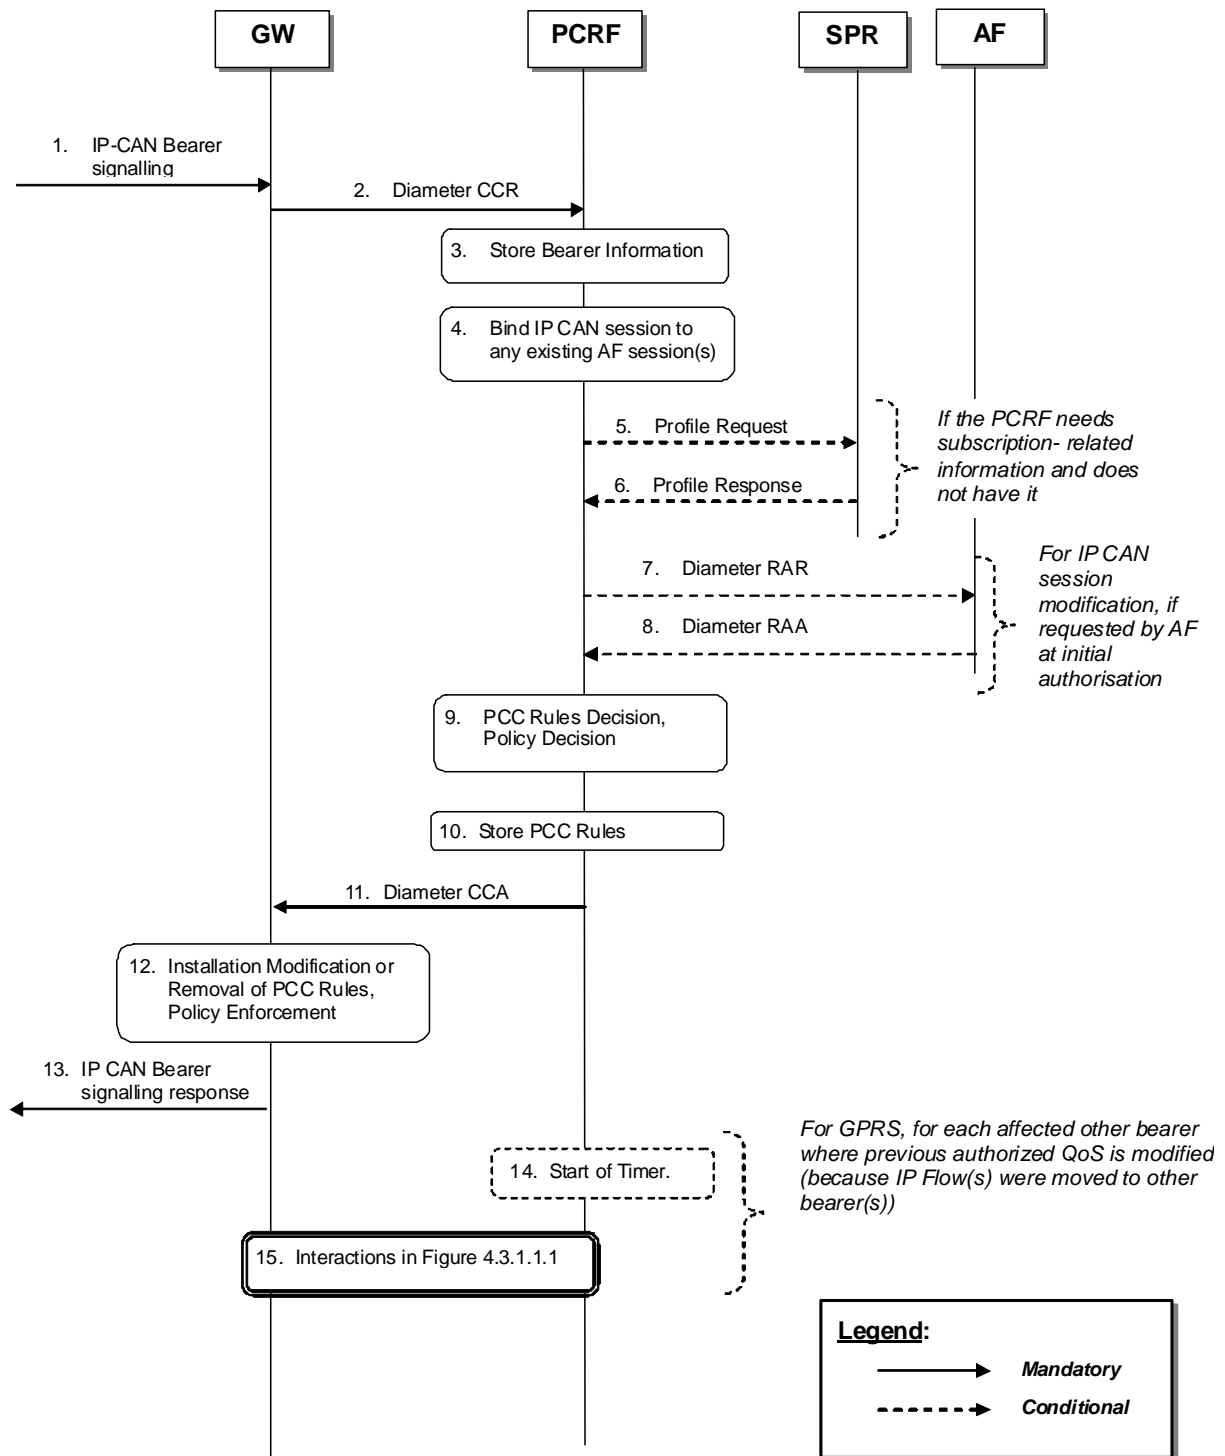 GW
PCRF
SPR
AF
1. IP-CAN Bearer
signalling
2. Diameter CCR
3. Store Bearer Information
4. Bind IP CAN session to
any existing AF session(s)
5. Profile Request
6. Profile Response
If the PCRF needs
subscription- related
information and does
not have it
7. Diameter RAR
8. Diameter RAA
For IP CAN
session
modification, if
requested by AF
at initial
authorisation
9. PCC Rules Decision,
Policy Decision
10. Store PCC Rules
11. Diameter CCA
12. Installation Modification or
Removal of PCC Rules,
Policy Enforcement
13. IP CAN Bearer
signalling response
14. Start of Timer.
For GPRS, for each affected other bearer
where previous authorized QoS is modified
(because IP Flow(s) were moved to other
bearer(s))
15. Interactions in Figure 4.3.1.1.1
Legend:
Mandatory
Conditional